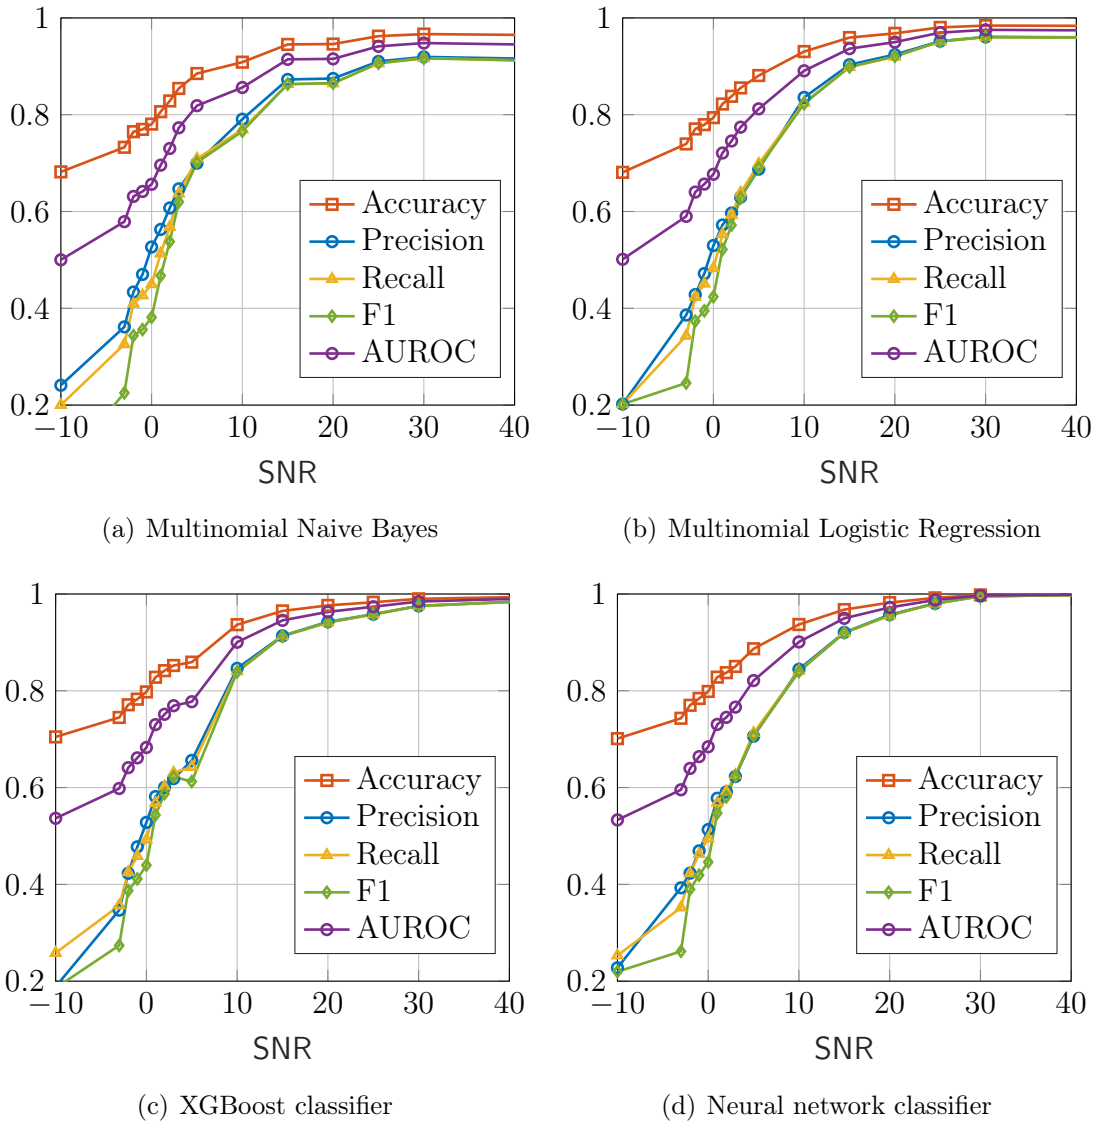 1
0.8
0.6
0.4
0.2
−10
0
10
20
30
40
SNR
Accuracy
Precision
Recall
F1
AUROC
(a) Multinomial Naive Bayes
1
0.8
0.6
0.4
0.2
−10
0
10
20
30
40
SNR
Accuracy
Precision
Recall
F1
AUROC
(b) Multinomial Logistic Regression
1
0.8
0.6
0.4
0.2
−10
0
10
20
30
40
SNR
Accuracy
Precision
Recall
F1
AUROC
(c) XGBoost classifier
1
0.8
0.6
0.4
0.2
−10
0
10
20
30
40
SNR
Accuracy
Precision
Recall
F1
AUROC
(d) Neural network classifier